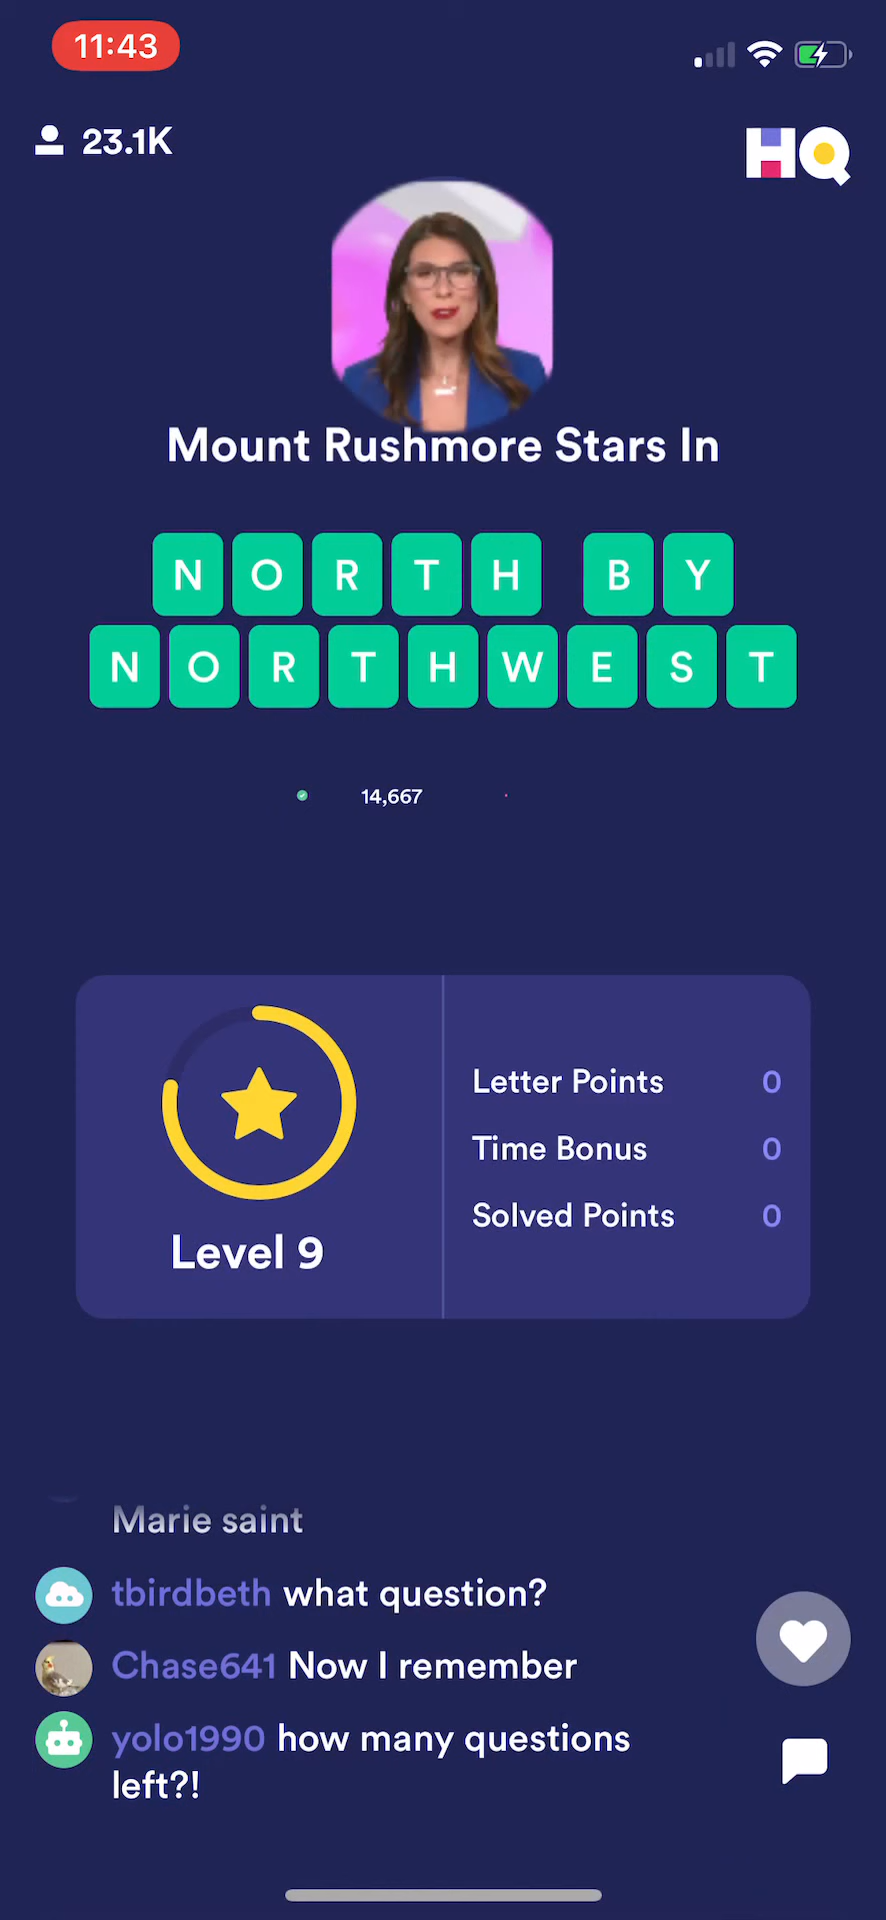 11:43
23.1K
HQ
Mount Rushmore Stars In
NORTH BY
NORTHWEST
14,667
Letter Points 0
Time Bonus 0
Solved Points 0
Level 9
Marie saint
tbirdbeth what question?
Chase641 Now I remember
yolo1990 how many questions
left?!